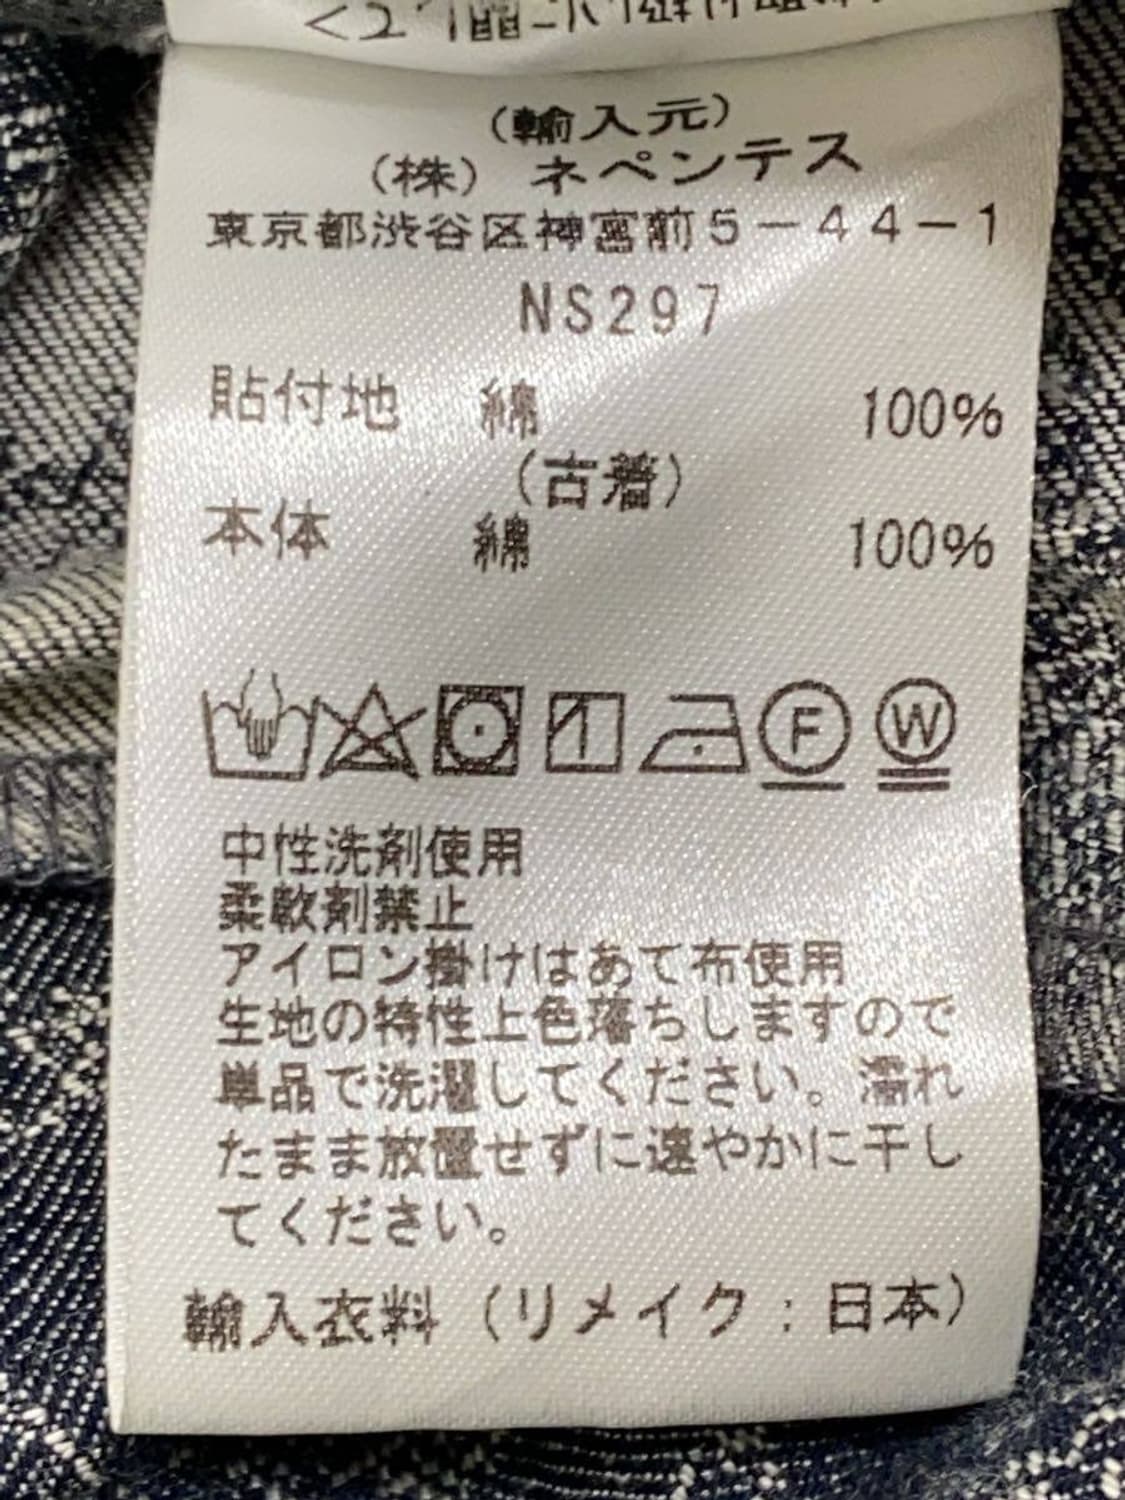 (輸入元)
(株) ネペンテス
東京都渋谷区神宮前5-44-1
NS297
貼付地 綿 100%
(古着)
本体 綿 100%
F W
中性洗剤使用
柔軟剤禁止
アイロン掛けはあて布使用
生地の特性上色落ちしますので
単品で洗濯してください。濡れ
たまま放置せずに速やかに干し
てください。
輸入衣料(リメイク:日本)